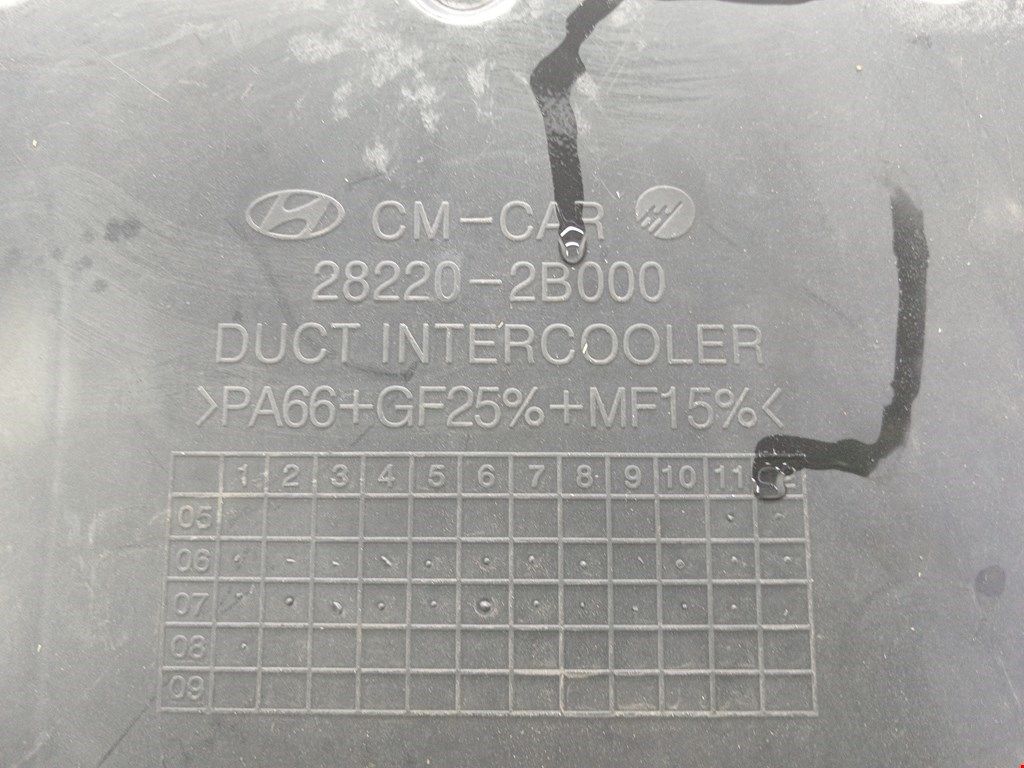 CM-CAR
28220-2B000
DUCT INTERCOOLER
>PA66+GF25%+MF15%<
1 2 3 4 5 6 7 8 9 10 11 12
05
06
07
08
09